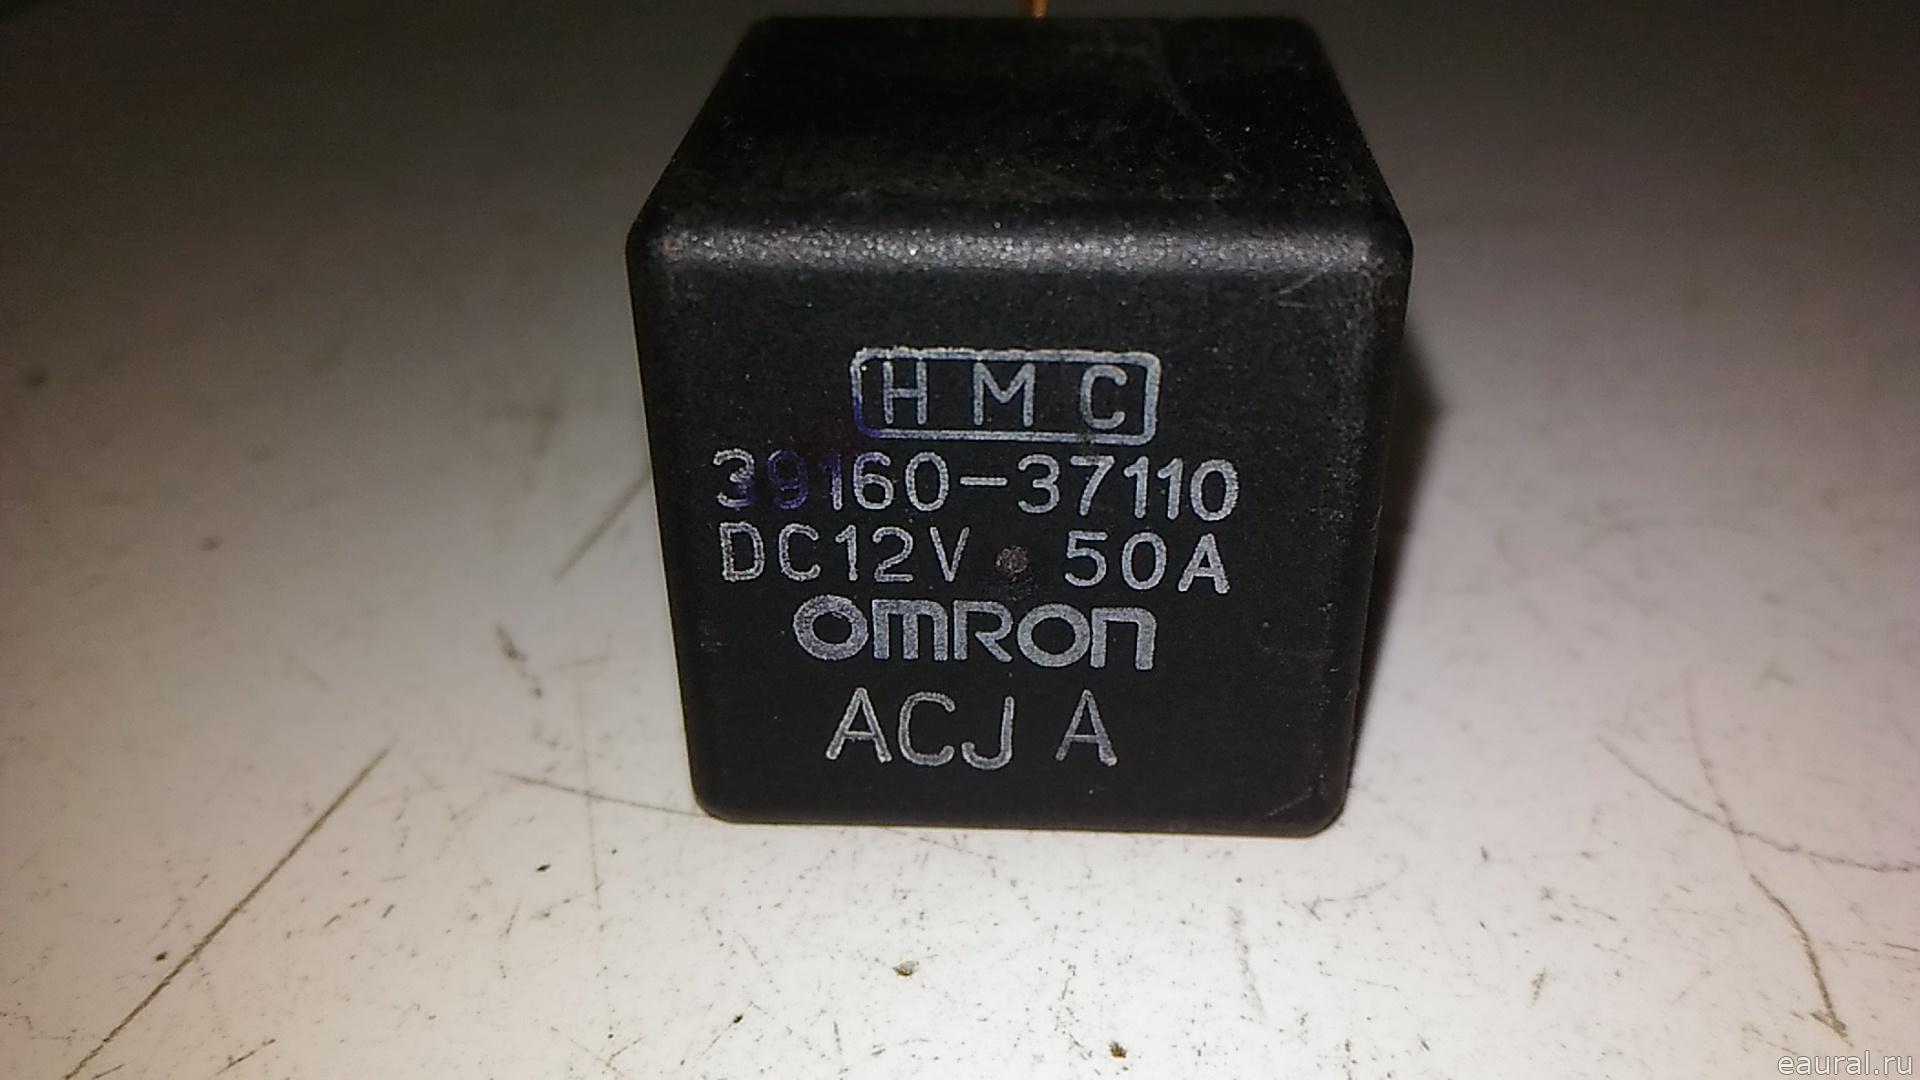 HMC
39160-37110
DC12V 50A
OMRON
ACJ A
eaural.ru